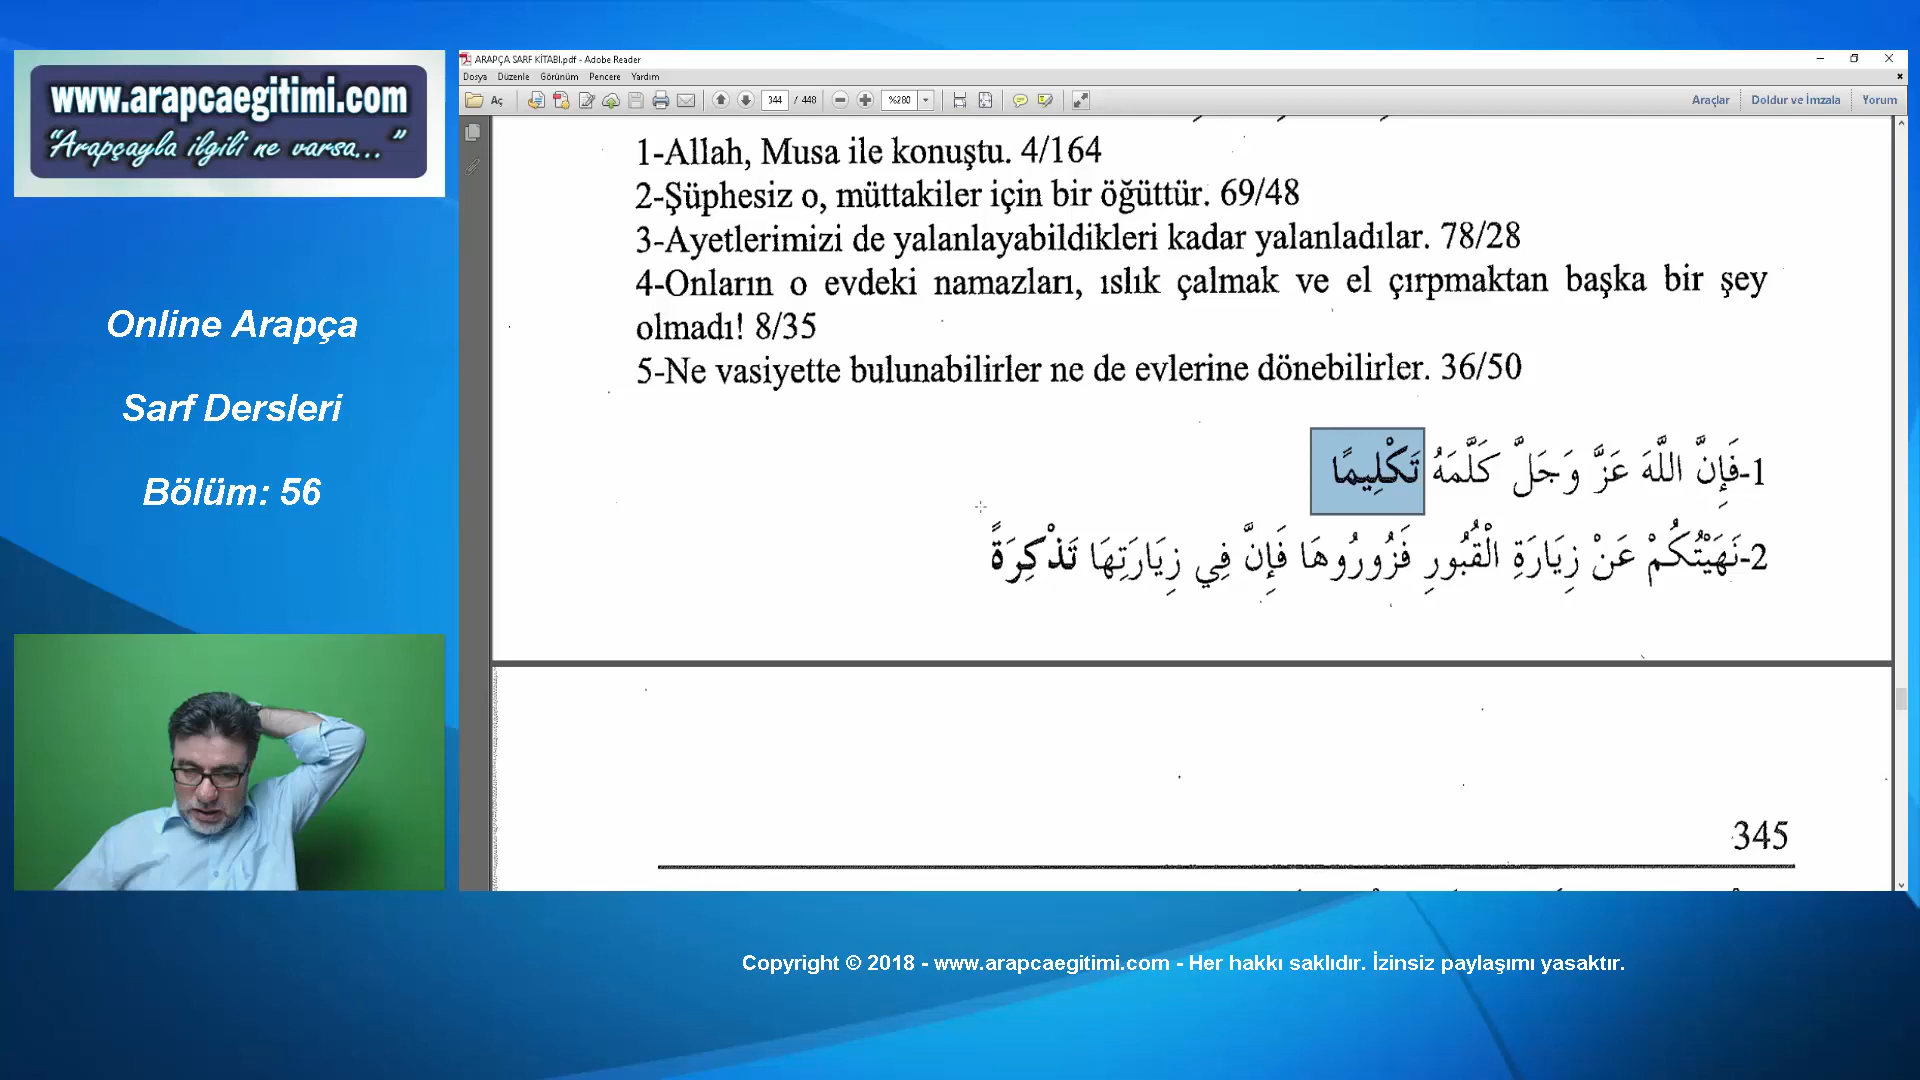 www.arapcaegitimi.com
"Arapçayla ilgili ne varsa..."
Online Arapça
Sarf Dersleri
Bölüm: 56
ARAPÇA SARF KİTABI.pdf - Adobe Reader
Dosya Düzenle Görünüm Pencere Yardım
Aç 344 / 448 %280 Araçlar Doldur ve İmzala Yorum
1-Allah, Musa ile konuştu. 4/164
2-Şüphesiz o, müttakiler için bir öğüttür. 69/48
3-Ayetlerimizi de yalanlayabildikleri kadar yalanladılar. 78/28
4-Onların o evdeki namazları, ıslık çalmak ve el çırpmaktan başka bir şey
olmadı! 8/35
5-Ne vasiyette bulunabilirler ne de evlerine dönebilirler. 36/50
1-فَإِنَّ اللَّهَ عَزَّ وَجَلَّ كَلَّمَهُ تَكْلِيمًا
2-نَهَيْتُكُمْ عَنْ زِيَارَةِ الْقُبُورِ فَزُورُوهَا فَإِنَّ فِي زِيَارَتِهَا تَذْكِرَةً
345
Copyright © 2018 - www.arapcaegitimi.com - Her hakkı saklıdır. İzinsiz paylaşımı yasaktır.